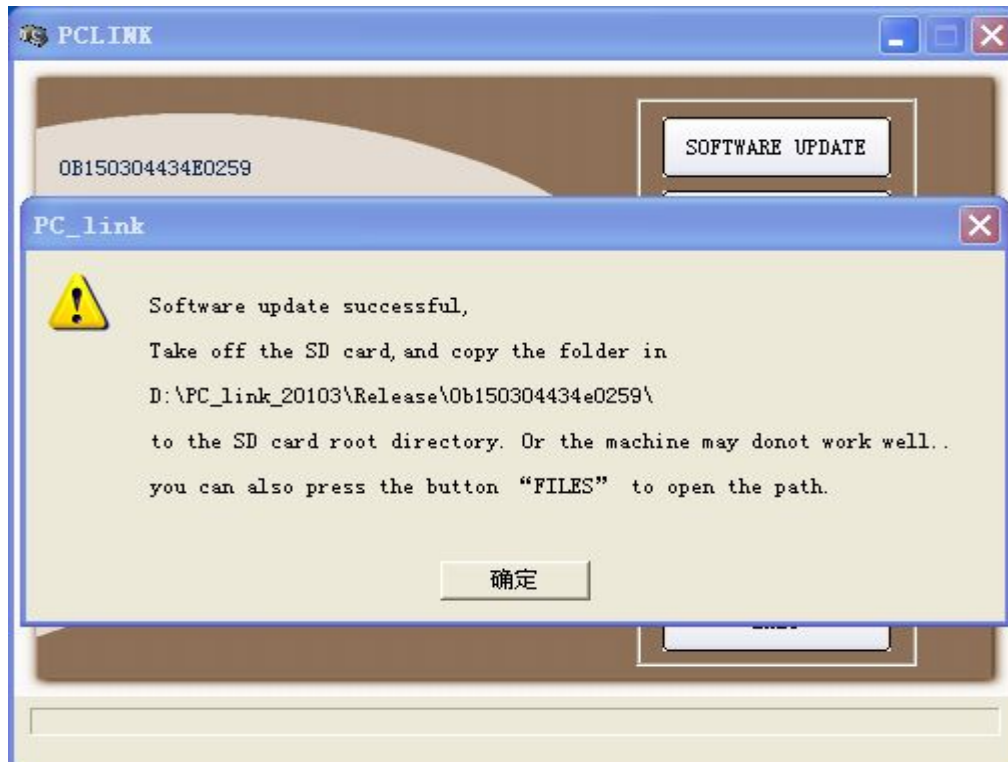 PCLINK
SOFTWARE UPDATE
0B150304434E0259
PC_link
Software update successful,
Take off the SD card,and copy the folder in
D:\PC_link_20103\Release\0b150304434e0259\
to the SD card root directory. Or the machine may donot work well..
you can also press the button “FILES” to open the path.
确定